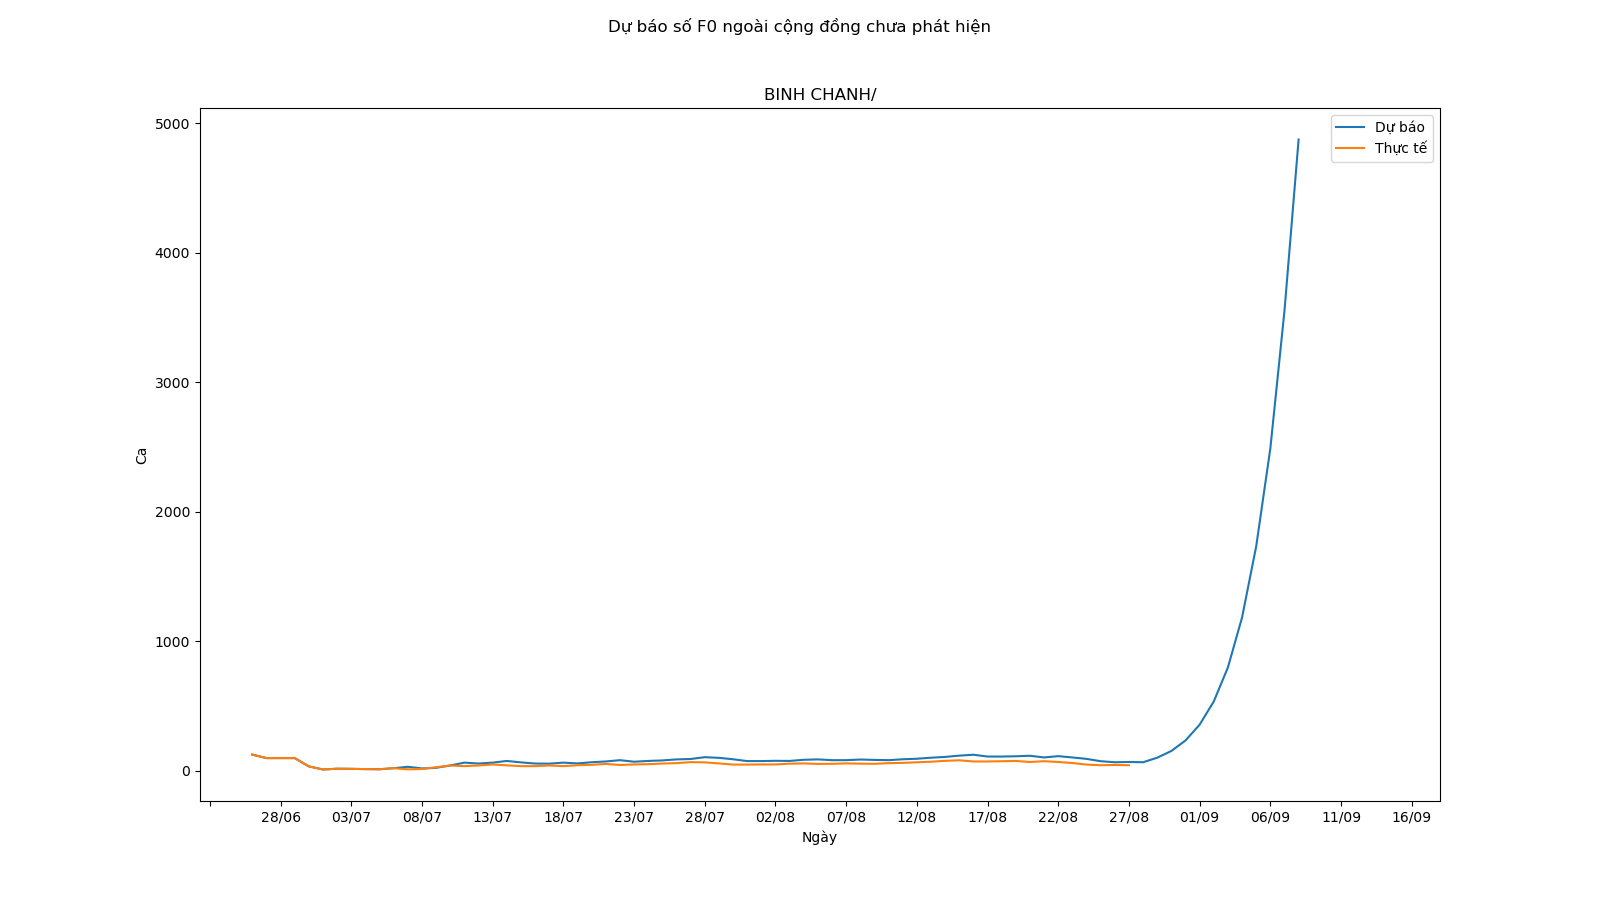 Dự báo số F0 ngoài cộng đồng chưa phát hiện
BINH CHANH/
Dự báo
Thực tế
5000
4000
3000
2000
1000
0
Ca
28/06 03/07 08/07 13/07 18/07 23/07 28/07 02/08 07/08 12/08 17/08 22/08 27/08 01/09 06/09 11/09 16/09
Ngày